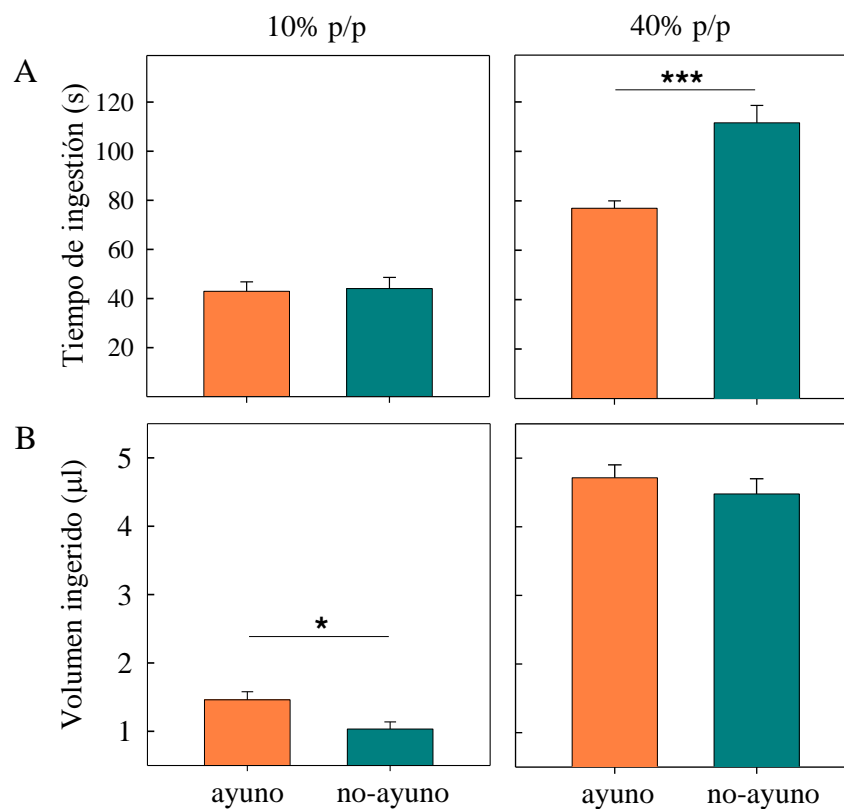 10% p/p
40% p/p
A
Tiempo de ingestión (s)
120
100
80
60
40
20
***
B
Volumen ingerido (µl)
5
4
3
2
1
*
ayuno no-ayuno
ayuno no-ayuno